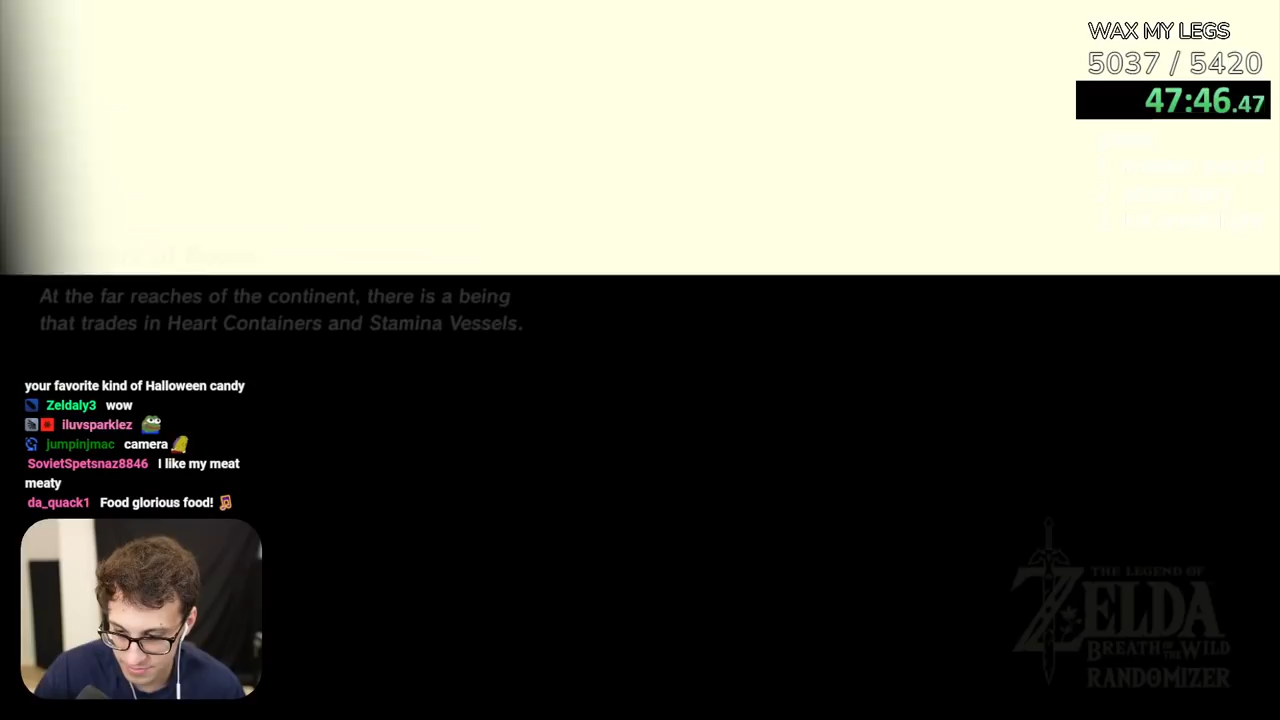 WAX MY LEGS
5037 / 5420
47:46.47
At the far reaches of the continent, there is a being
that trades in Heart Containers and Stamina Vessels.
your favorite kind of Halloween candy
Zeldaly3 wow
iluvsparklez
jumpinjmac camera
SovietSpetsnaz8846 I like my meat
meaty
da_quack1 Food glorious food!
THE LEGEND OF
ZELDA
BREATH OF THE WILD
RANDOMIZER